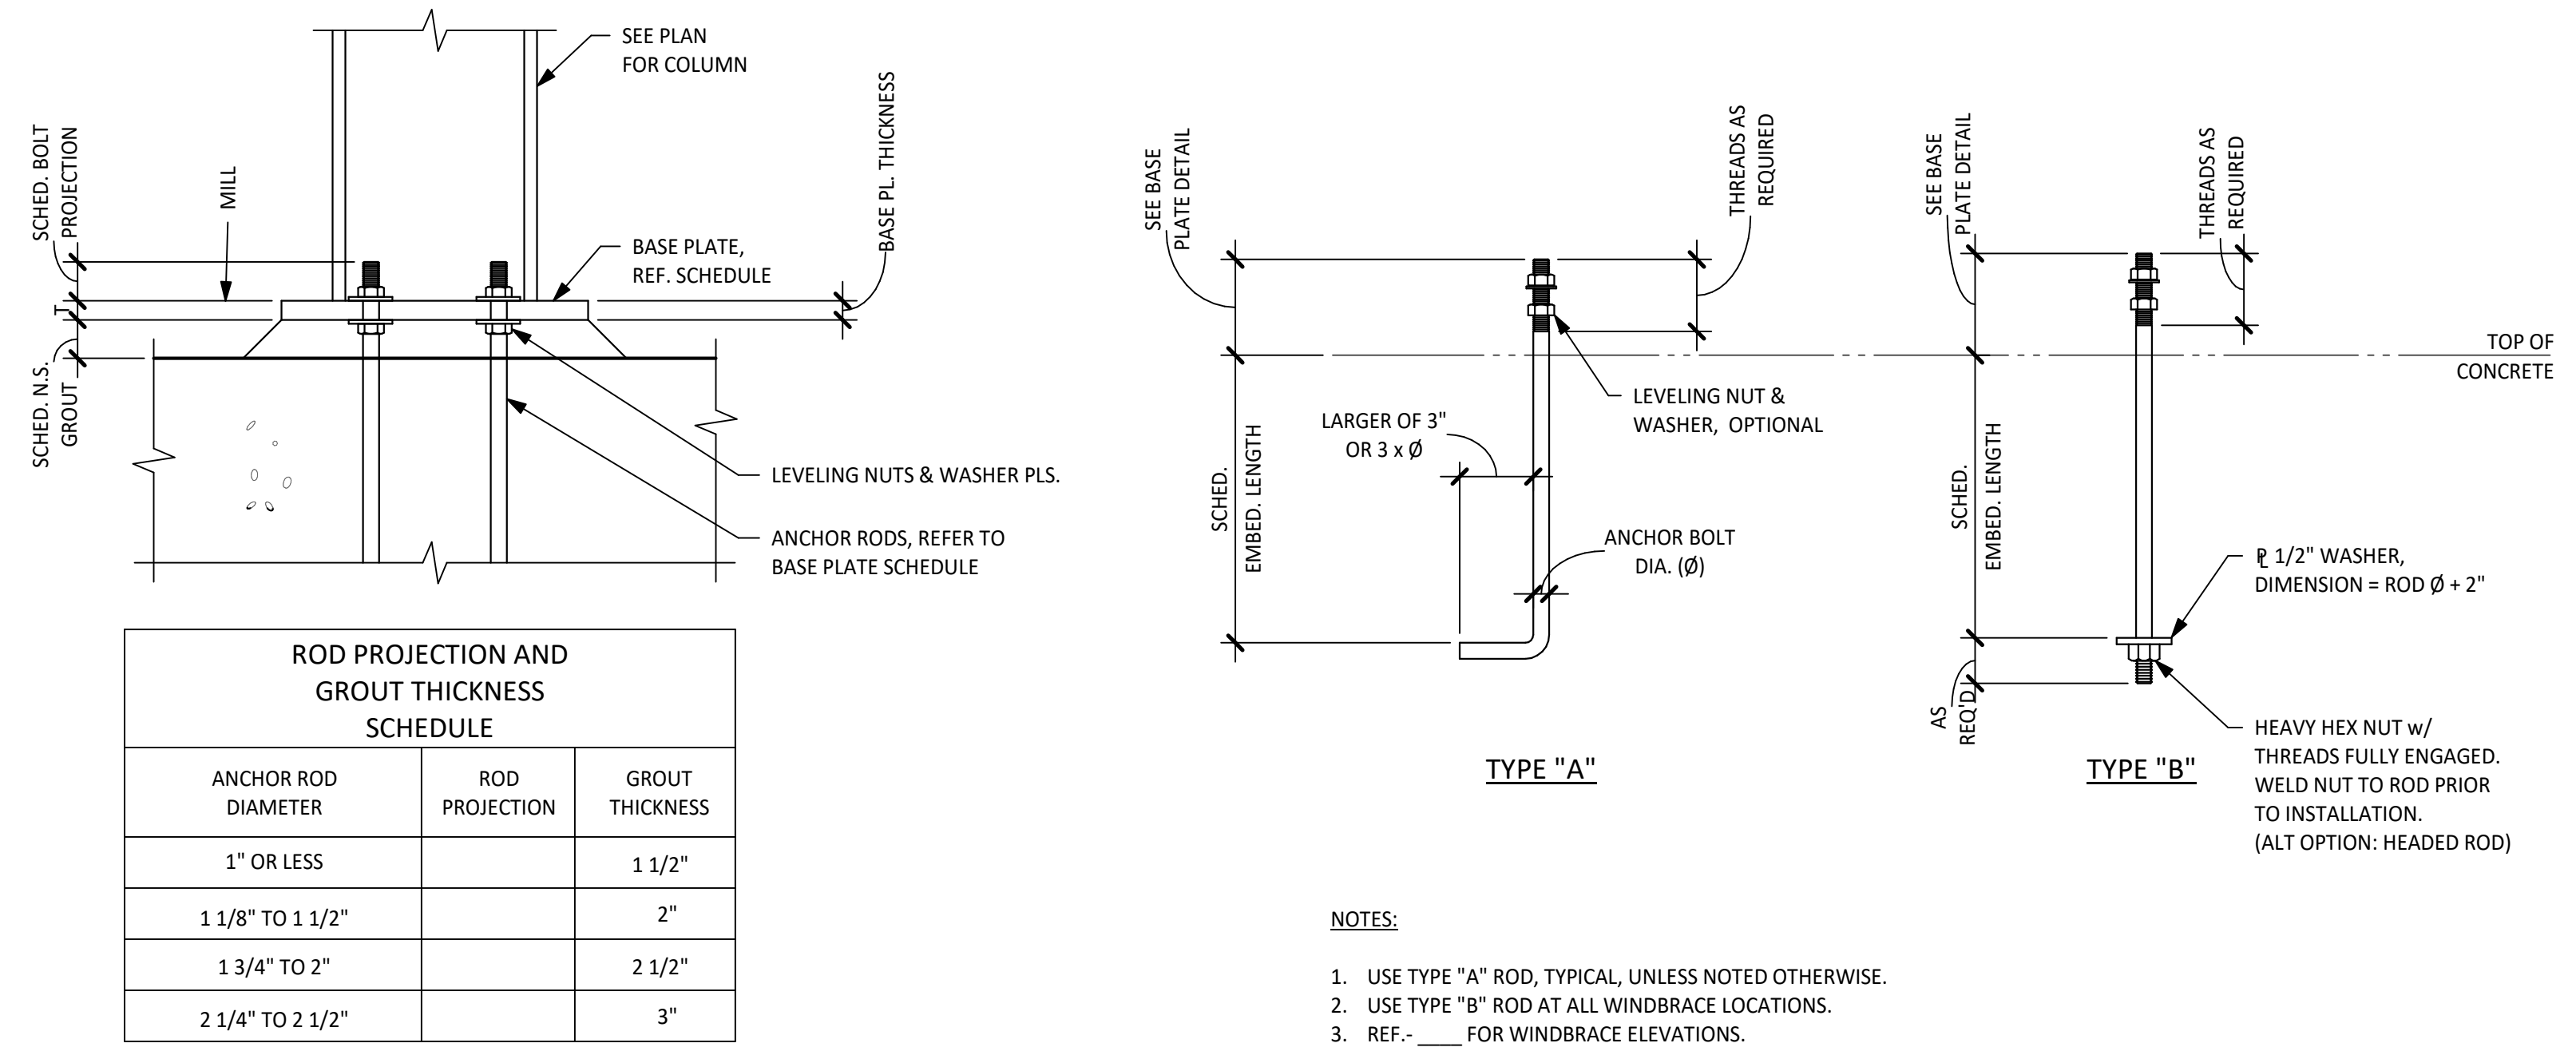 SEE PLAN
FOR COLUMN
SCHED. BOLT
PROJECTION
MILL
BASE PL. THICKNESS
BASE PLATE,
REF. SCHEDULE
T
SCHED. N.S.
GROUT
LEVELING NUTS & WASHER PLS.
ANCHOR RODS, REFER TO
BASE PLATE SCHEDULE
ROD PROJECTION AND
GROUT THICKNESS
SCHEDULE
ANCHOR ROD
DIAMETER
ROD
PROJECTION
GROUT
THICKNESS
1" OR LESS
1 1/2"
1 1/8" TO 1 1/2"
2"
1 3/4" TO 2"
2 1/2"
2 1/4" TO 2 1/2"
3"
SEE BASE
PLATE DETAIL
THREADS AS
REQUIRED
LEVELING NUT &
WASHER, OPTIONAL
LARGER OF 3"
OR 3 x Ø
SCHED.
EMBED. LENGTH
ANCHOR BOLT
DIA. (Ø)
TYPE "A"
SEE BASE
PLATE DETAIL
THREADS AS
REQUIRED
TOP OF
CONCRETE
SCHED.
EMBED. LENGTH
PL 1/2" WASHER,
DIMENSION = ROD Ø + 2"
AS
REQ'D
HEAVY HEX NUT w/
THREADS FULLY ENGAGED.
WELD NUT TO ROD PRIOR
TO INSTALLATION.
(ALT OPTION: HEADED ROD)
TYPE "B"
NOTES:
1. USE TYPE "A" ROD, TYPICAL, UNLESS NOTED OTHERWISE.
2. USE TYPE "B" ROD AT ALL WINDBRACE LOCATIONS.
3. REF.- ____ FOR WINDBRACE ELEVATIONS.